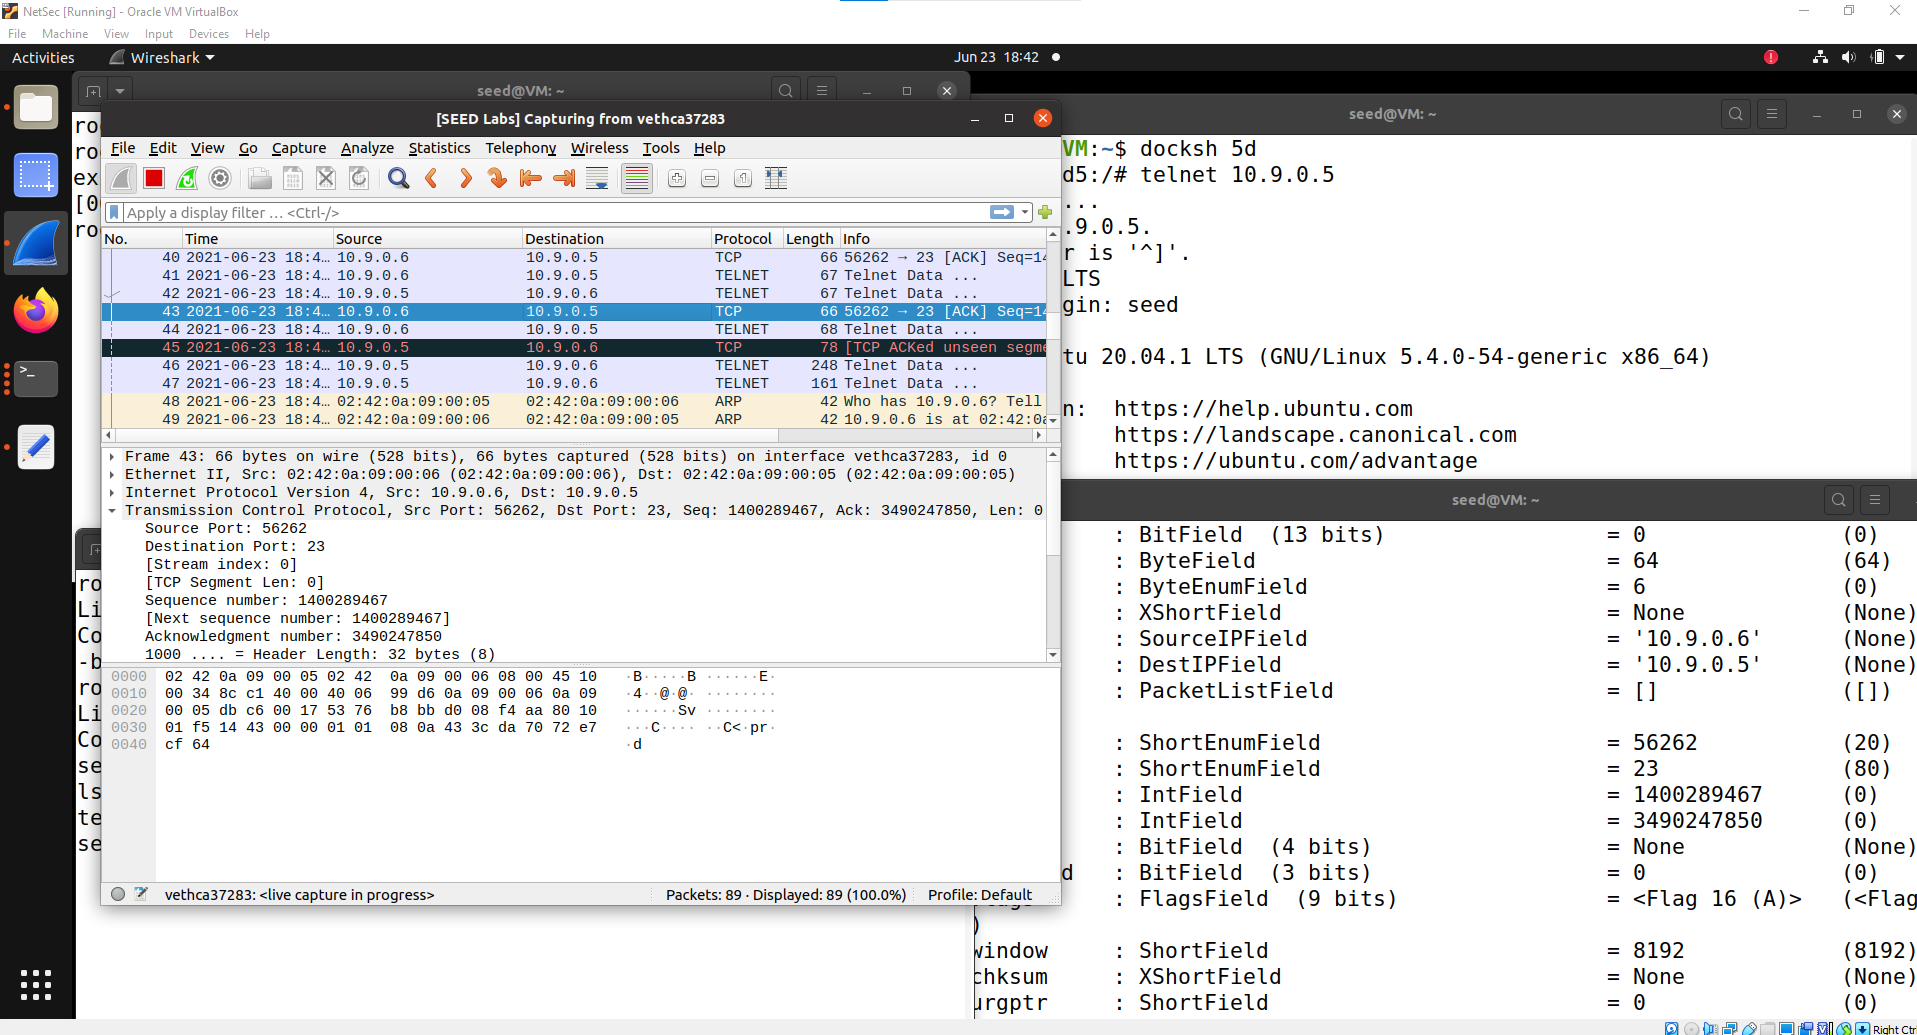 NetSec [Running] - Oracle VM VirtualBox
File Machine View Input Devices Help
Activities Wireshark Jun 23 18:42
seed@VM: ~
[SEED Labs] Capturing from vethca37283
File Edit View Go Capture Analyze Statistics Telephony Wireless Tools Help
Apply a display filter … <Ctrl-/>
No. Time Source Destination Protocol Length Info
40 2021-06-23 18:4… 10.9.0.6 10.9.0.5 TCP 66 56262 → 23 [ACK] Seq=14
41 2021-06-23 18:4… 10.9.0.6 10.9.0.5 TELNET 67 Telnet Data ...
42 2021-06-23 18:4… 10.9.0.5 10.9.0.6 TELNET 67 Telnet Data ...
43 2021-06-23 18:4… 10.9.0.6 10.9.0.5 TCP 66 56262 → 23 [ACK] Seq=14
44 2021-06-23 18:4… 10.9.0.6 10.9.0.5 TELNET 68 Telnet Data ...
45 2021-06-23 18:4… 10.9.0.5 10.9.0.6 TCP 78 [TCP ACKed unseen segme
46 2021-06-23 18:4… 10.9.0.5 10.9.0.6 TELNET 248 Telnet Data ...
47 2021-06-23 18:4… 10.9.0.5 10.9.0.6 TELNET 161 Telnet Data ...
48 2021-06-23 18:4… 02:42:0a:09:00:05 02:42:0a:09:00:06 ARP 42 Who has 10.9.0.6? Tell
49 2021-06-23 18:4… 02:42:0a:09:00:06 02:42:0a:09:00:05 ARP 42 10.9.0.6 is at 02:42:0a
Frame 43: 66 bytes on wire (528 bits), 66 bytes captured (528 bits) on interface vethca37283, id 0
Ethernet II, Src: 02:42:0a:09:00:06 (02:42:0a:09:00:06), Dst: 02:42:0a:09:00:05 (02:42:0a:09:00:05)
Internet Protocol Version 4, Src: 10.9.0.6, Dst: 10.9.0.5
Transmission Control Protocol, Src Port: 56262, Dst Port: 23, Seq: 1400289467, Ack: 3490247850, Len: 0
Source Port: 56262
Destination Port: 23
[Stream index: 0]
[TCP Segment Len: 0]
Sequence number: 1400289467
[Next sequence number: 1400289467]
Acknowledgment number: 3490247850
1000 .... = Header Length: 32 bytes (8)
0000 02 42 0a 09 00 05 02 42 0a 09 00 06 08 00 45 10 ·B·····B ······E·
0010 00 34 8c c1 40 00 40 06 99 d6 0a 09 00 06 0a 09 ·4··@·@· ········
0020 00 05 db c6 00 17 53 76 b8 bb d0 08 f4 aa 80 10 ······Sv ········
0030 01 f5 14 43 00 00 01 01 08 0a 43 3c da 70 72 e7 ···C···· ··C<·pr·
0040 cf 64 ·d
vethca37283: <live capture in progress> Packets: 89 · Displayed: 89 (100.0%) Profile: Default
ro
ro
ex
[0
ro
ro
Li
Co
-b
ro
Li
Co
se
ls
te
se
seed@VM: ~
VM:~$ docksh 5d
d5:/# telnet 10.9.0.5
...
.9.0.5.
r is '^]'.
LTS
gin: seed
tu 20.04.1 LTS (GNU/Linux 5.4.0-54-generic x86_64)
n: https://help.ubuntu.com
https://landscape.canonical.com
https://ubuntu.com/advantage
seed@VM: ~
: BitField (13 bits) = 0 (0)
: ByteField = 64 (64)
: ByteEnumField = 6 (0)
: XShortField = None (None)
: SourceIPField = '10.9.0.6' (None)
: DestIPField = '10.9.0.5' (None)
: PacketListField = [] ([])
: ShortEnumField = 56262 (20)
: ShortEnumField = 23 (80)
: IntField = 1400289467 (0)
: IntField = 3490247850 (0)
: BitField (4 bits) = None (None)
d : BitField (3 bits) = 0 (0)
: FlagsField (9 bits) = <Flag 16 (A)> (<Flag
)
window : ShortField = 8192 (8192)
chksum : XShortField = None (None)
urgptr : ShortField = 0 (0)
Right Ctr